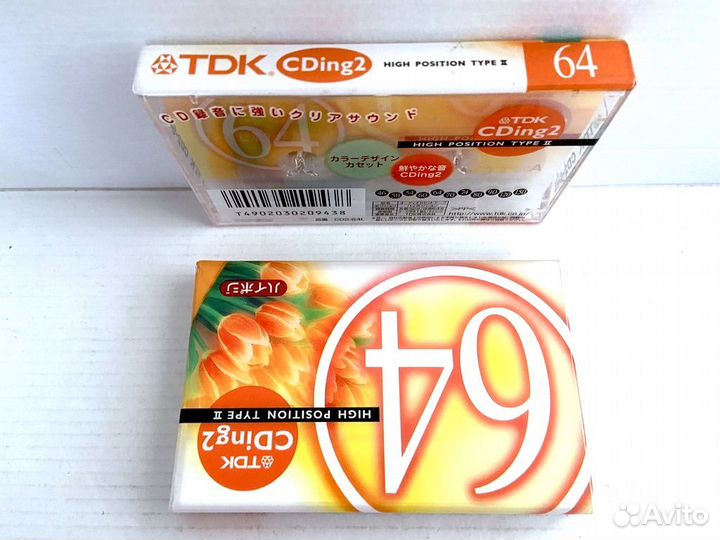 TDK. CDing2 HIGH POSITION TYPE II 64
CD録音に強いクリアサウンド
64
TDK
CDing2
HIGH POSITION TYPE II
カラーデザイン
カセット
鮮やかな音
CDing2
T4902030209438
http://www.tdk.co.jp/
ハイポジ
64
HIGH POSITION TYPE II
CDing2
TDK
Avito